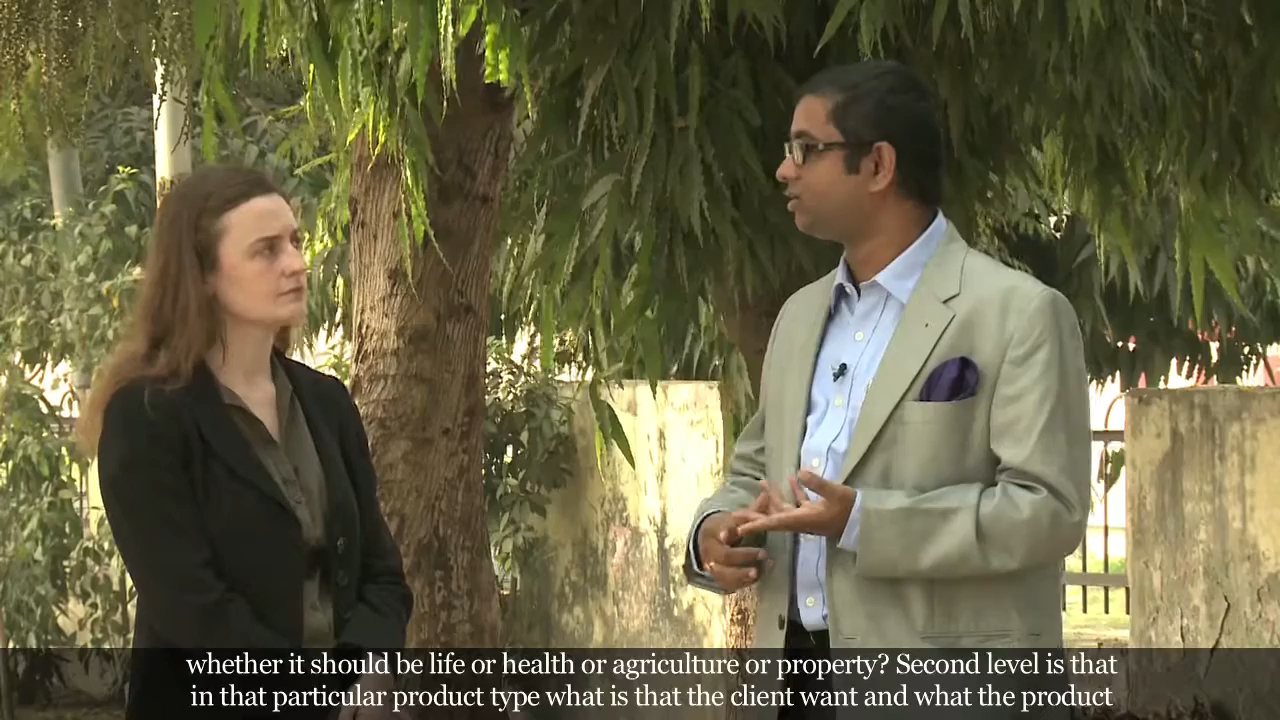 whether it should be life or health or agriculture or property? Second level is that
in that particular product type what is that the client want and what the product